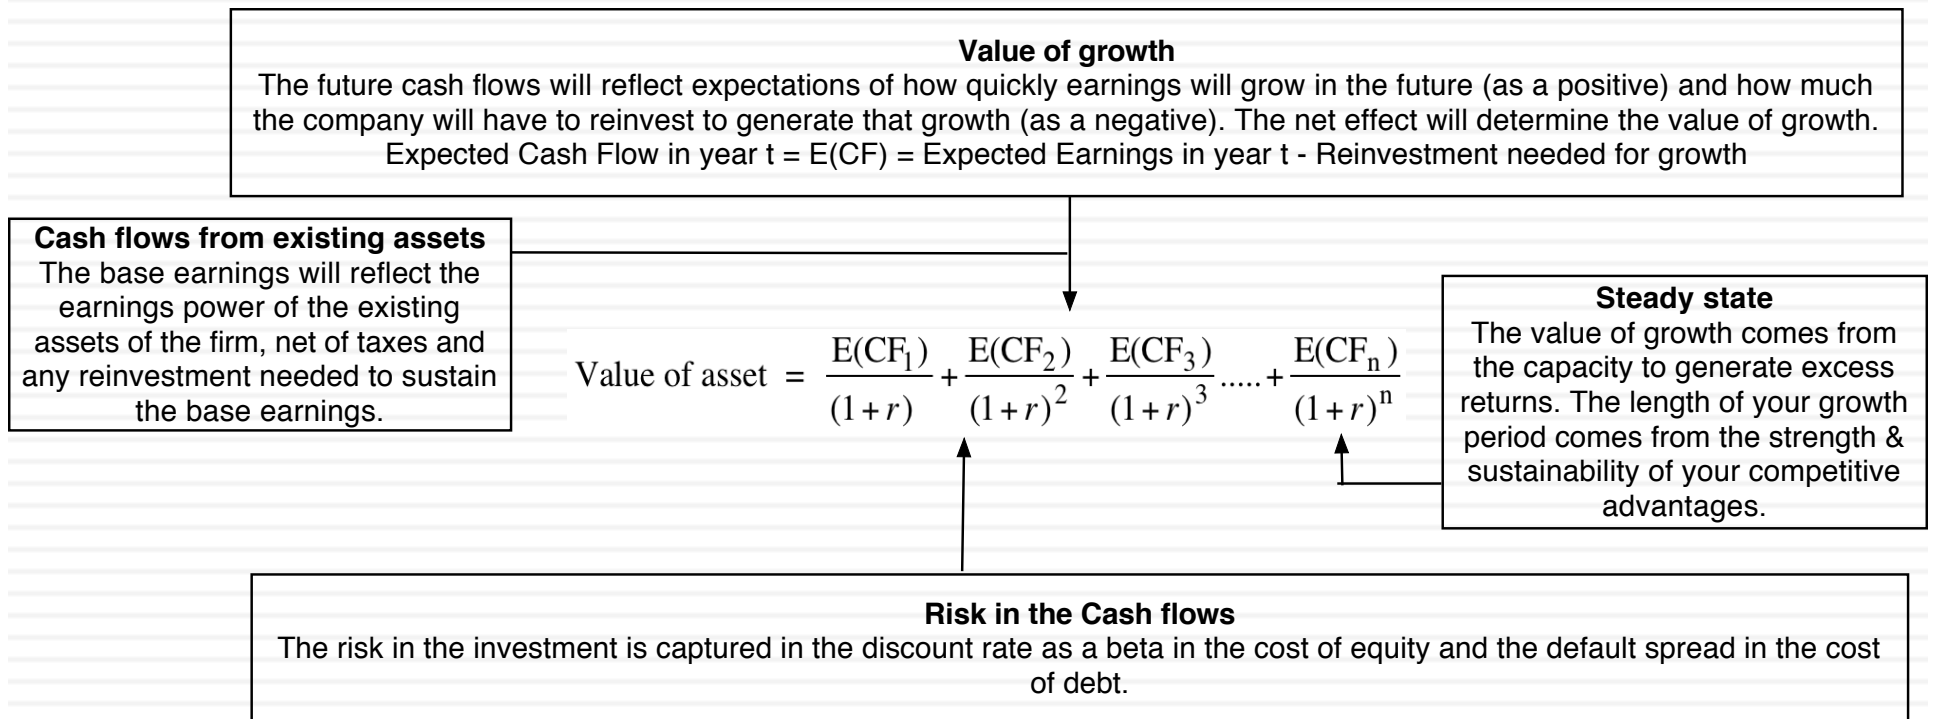 Value of growth
The future cash flows will reflect expectations of how quickly earnings will grow in the future (as a positive) and how much
the company will have to reinvest to generate that growth (as a negative). The net effect will determine the value of growth.
Expected Cash Flow in year t = E(CF) = Expected Earnings in year t - Reinvestment needed for growth
Cash flows from existing assets
The base earnings will reflect the
earnings power of the existing
assets of the firm, net of taxes and
any reinvestment needed to sustain
the base earnings.
Value of asset = E(CF₁)/(1+r) + E(CF₂)/(1+r)² + E(CF₃)/(1+r)³ ..... + E(CFₙ)/(1+r)ⁿ
Steady state
The value of growth comes from
the capacity to generate excess
returns. The length of your growth
period comes from the strength &
sustainability of your competitive
advantages.
Risk in the Cash flows
The risk in the investment is captured in the discount rate as a beta in the cost of equity and the default spread in the cost
of debt.